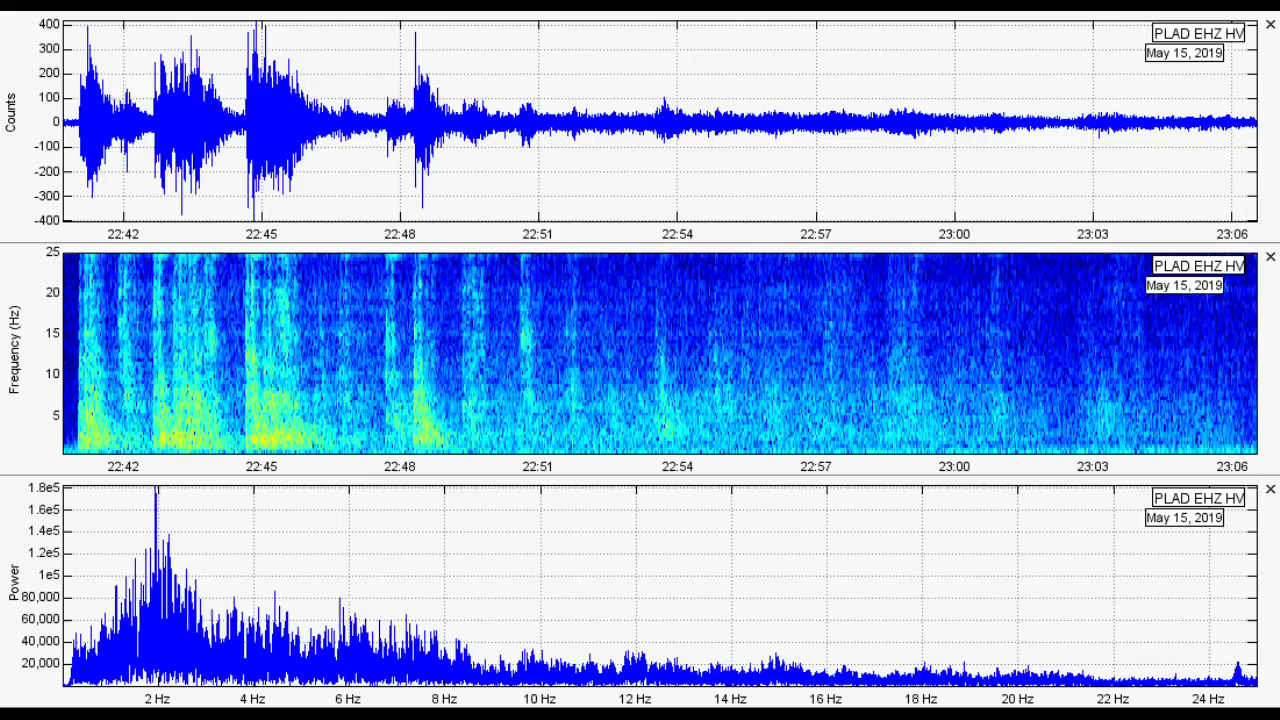 400
300
200
100
0
-100
-200
-300
-400
Counts
PLAD EHZ HV
May 15, 2019
22:42 22:45 22:48 22:51 22:54 22:57 23:00 23:03 23:06
25
20
15
10
5
Frequency (Hz)
PLAD EHZ HV
May 15, 2019
22:42 22:45 22:48 22:51 22:54 22:57 23:00 23:03 23:06
1.8e5
1.6e5
1.4e5
1.2e5
1e5
80,000
60,000
40,000
20,000
Power
PLAD EHZ HV
May 15, 2019
2 Hz 4 Hz 6 Hz 8 Hz 10 Hz 12 Hz 14 Hz 16 Hz 18 Hz 20 Hz 22 Hz 24 Hz